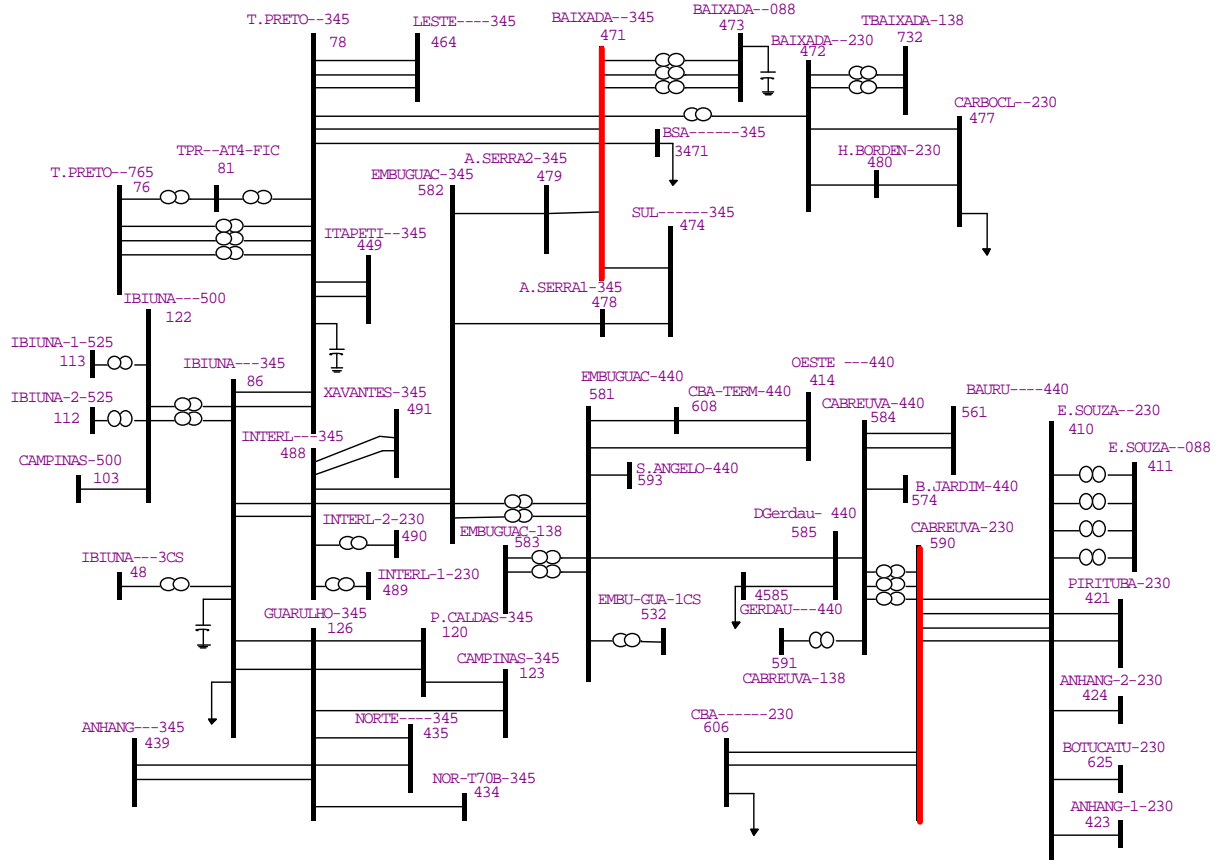 T.PRETO--345
78
LESTE----345
464
BAIXADA--345
471
BAIXADA--088
473
BAIXADA--230
472
TBAIXADA-138
732
CARBOCL--230
477
BSA------345
3471
H.BORDEN-230
480
TPR--AT4-FIC
81
T.PRETO--765
76
EMBUGUAC-345
582
A.SERRA2-345
479
SUL------345
474
ITAPETI--345
449
A.SERRA1-345
478
IBIUNA---500
122
IBIUNA-1-525
113
IBIUNA---345
86
IBIUNA-2-525
112
XAVANTES-345
491
CAMPINAS-500
103
INTERL---345
488
EMBUGUAC-440
581
CBA-TERM-440
608
OESTE ---440
414
CABREUVA-440
584
BAURU----440
561
E.SOUZA--230
410
E.SOUZA--088
411
S.ANGELO-440
593
B.JARDIM-440
574
INTERL-2-230
490
EMBUGUAC-138
583
DGerdau- 440
585
CABREUVA-230
590
IBIUNA---3CS
48
INTERL-1-230
489
4585
GERDAU---440
PIRITUBA-230
421
GUARULHO-345
126
P.CALDAS-345
120
EMBU-GUA-1CS
532
591
CABREUVA-138
CAMPINAS-345
123
ANHANG-2-230
424
ANHANG---345
439
NORTE----345
435
CBA------230
606
BOTUCATU-230
625
NOR-T70B-345
434
ANHANG-1-230
423